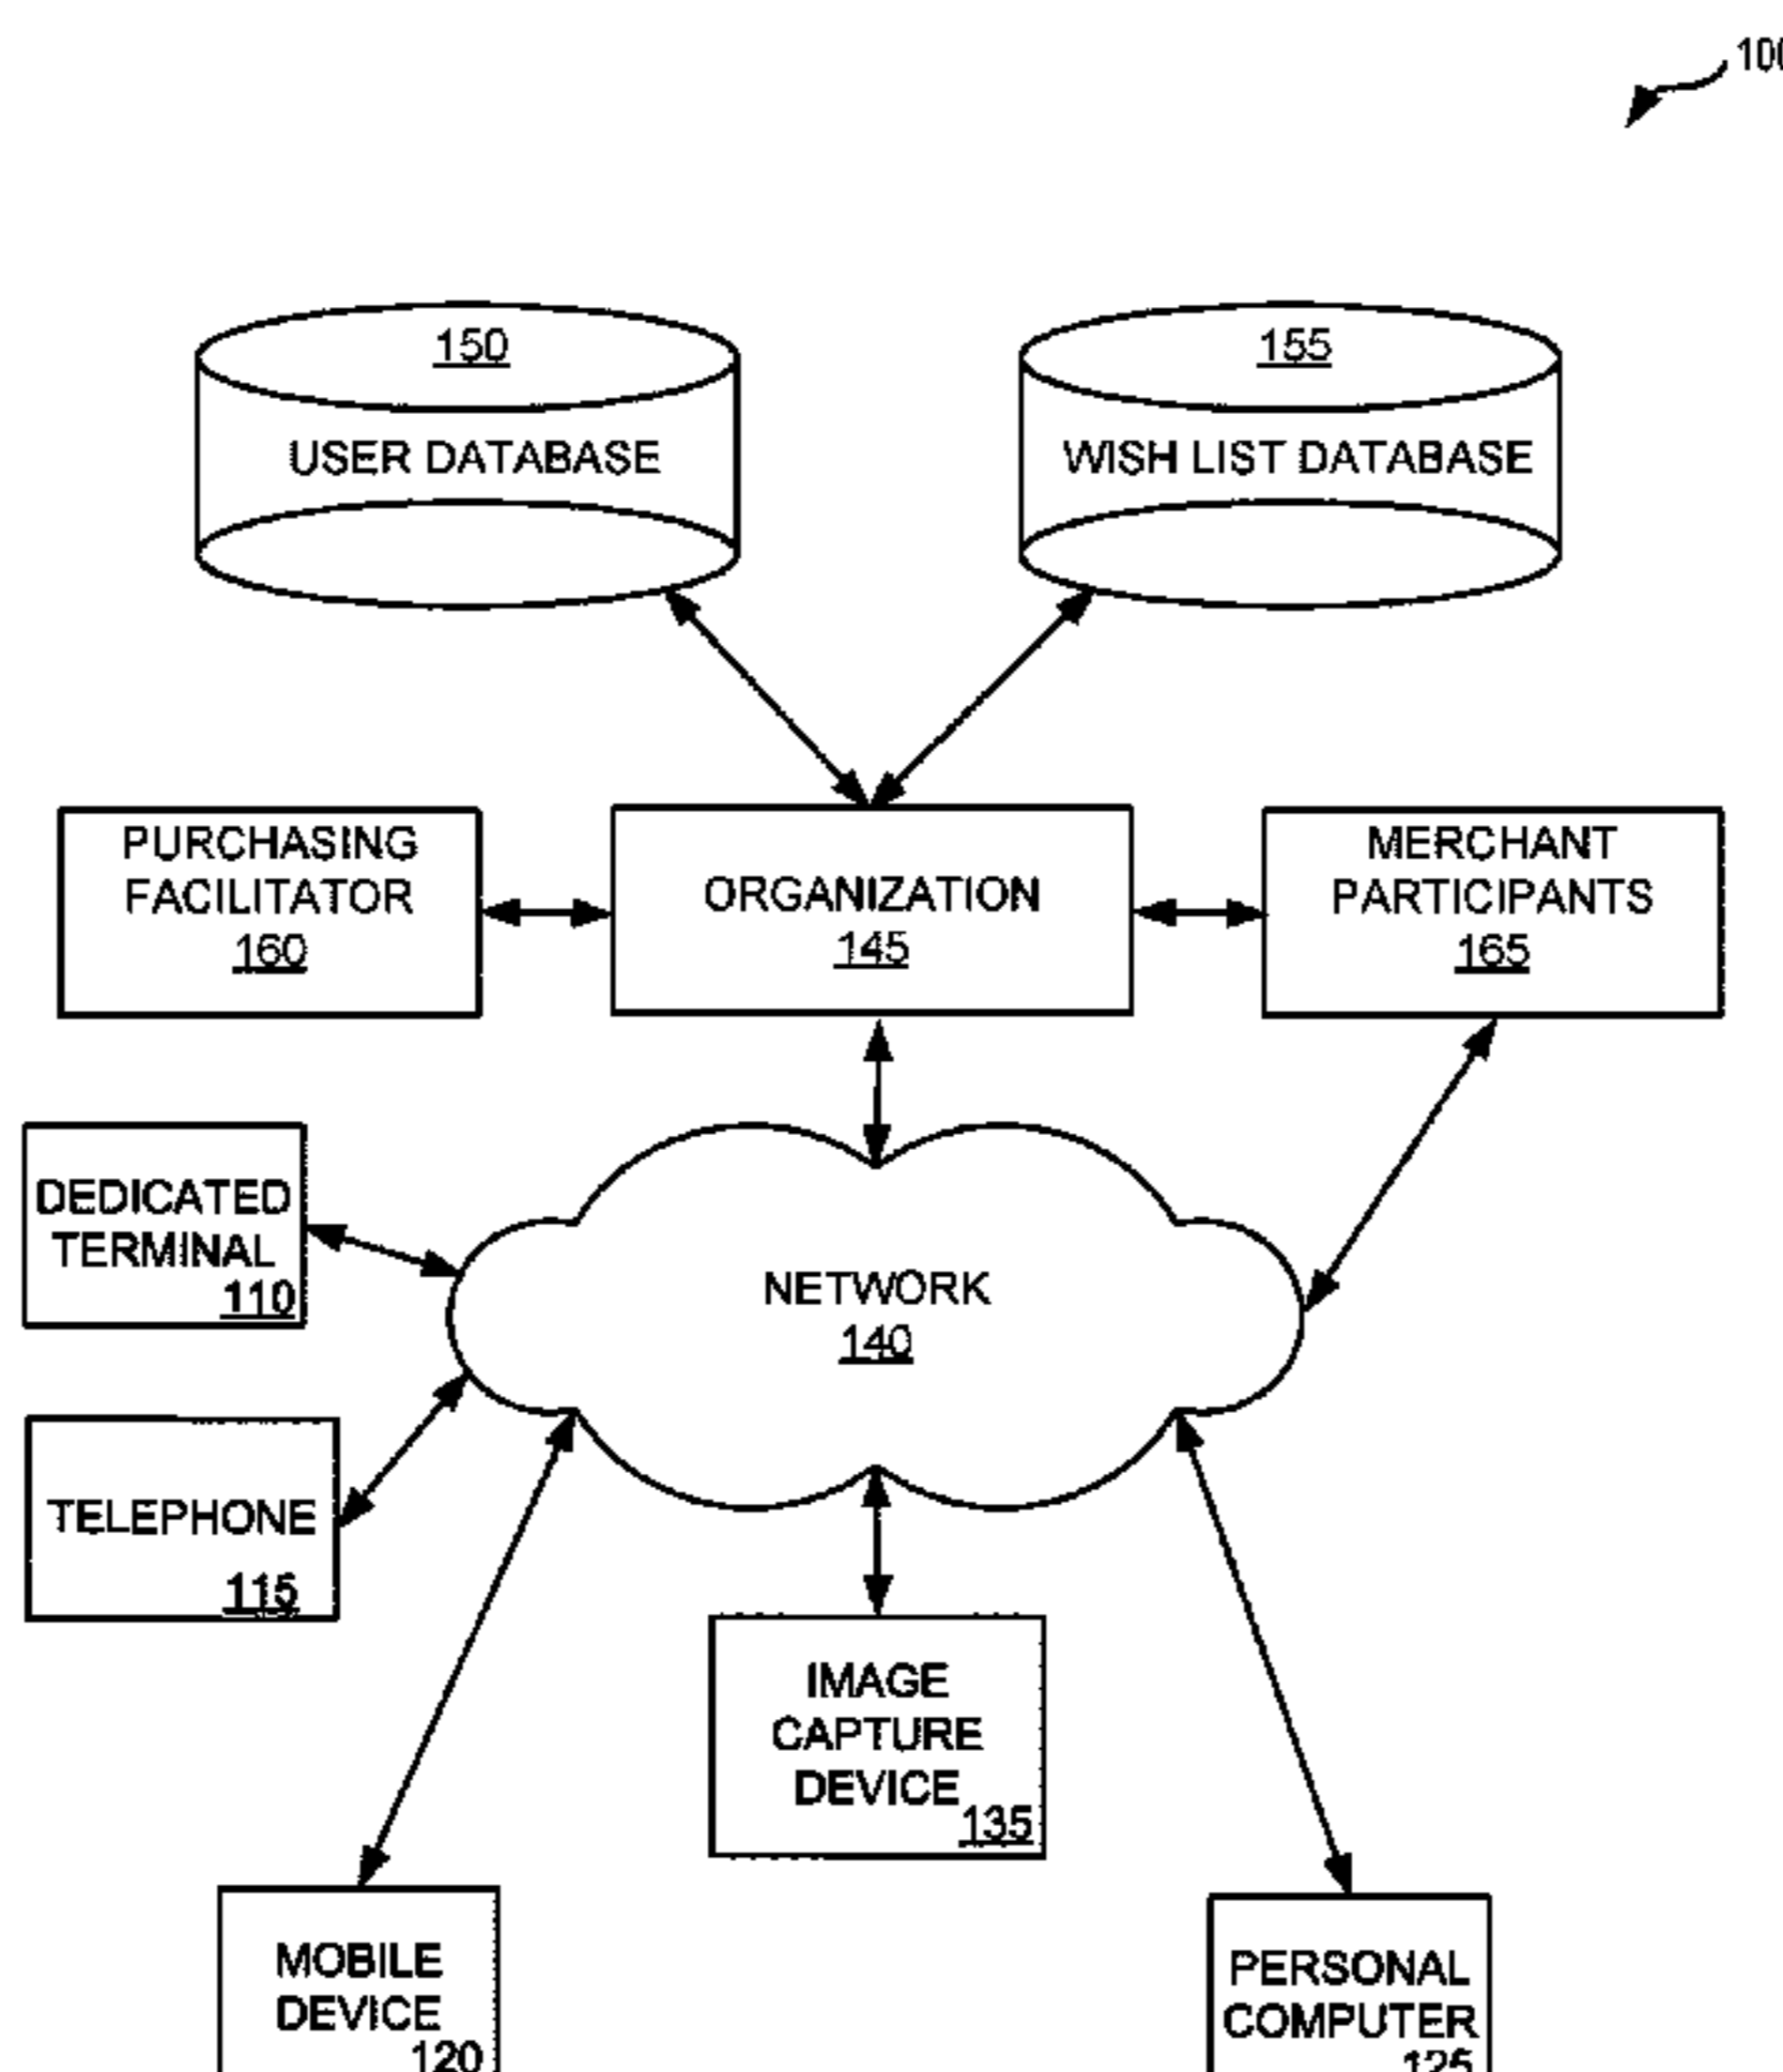 100
150
USER DATABASE
155
WISH LIST DATABASE
PURCHASING
FACILITATOR
160
ORGANIZATION
145
MERCHANT
PARTICIPANTS
165
DEDICATED
TERMINAL
110
NETWORK
140
TELEPHONE
115
IMAGE
CAPTURE
DEVICE
135
MOBILE
DEVICE
120
PERSONAL
COMPUTER
125